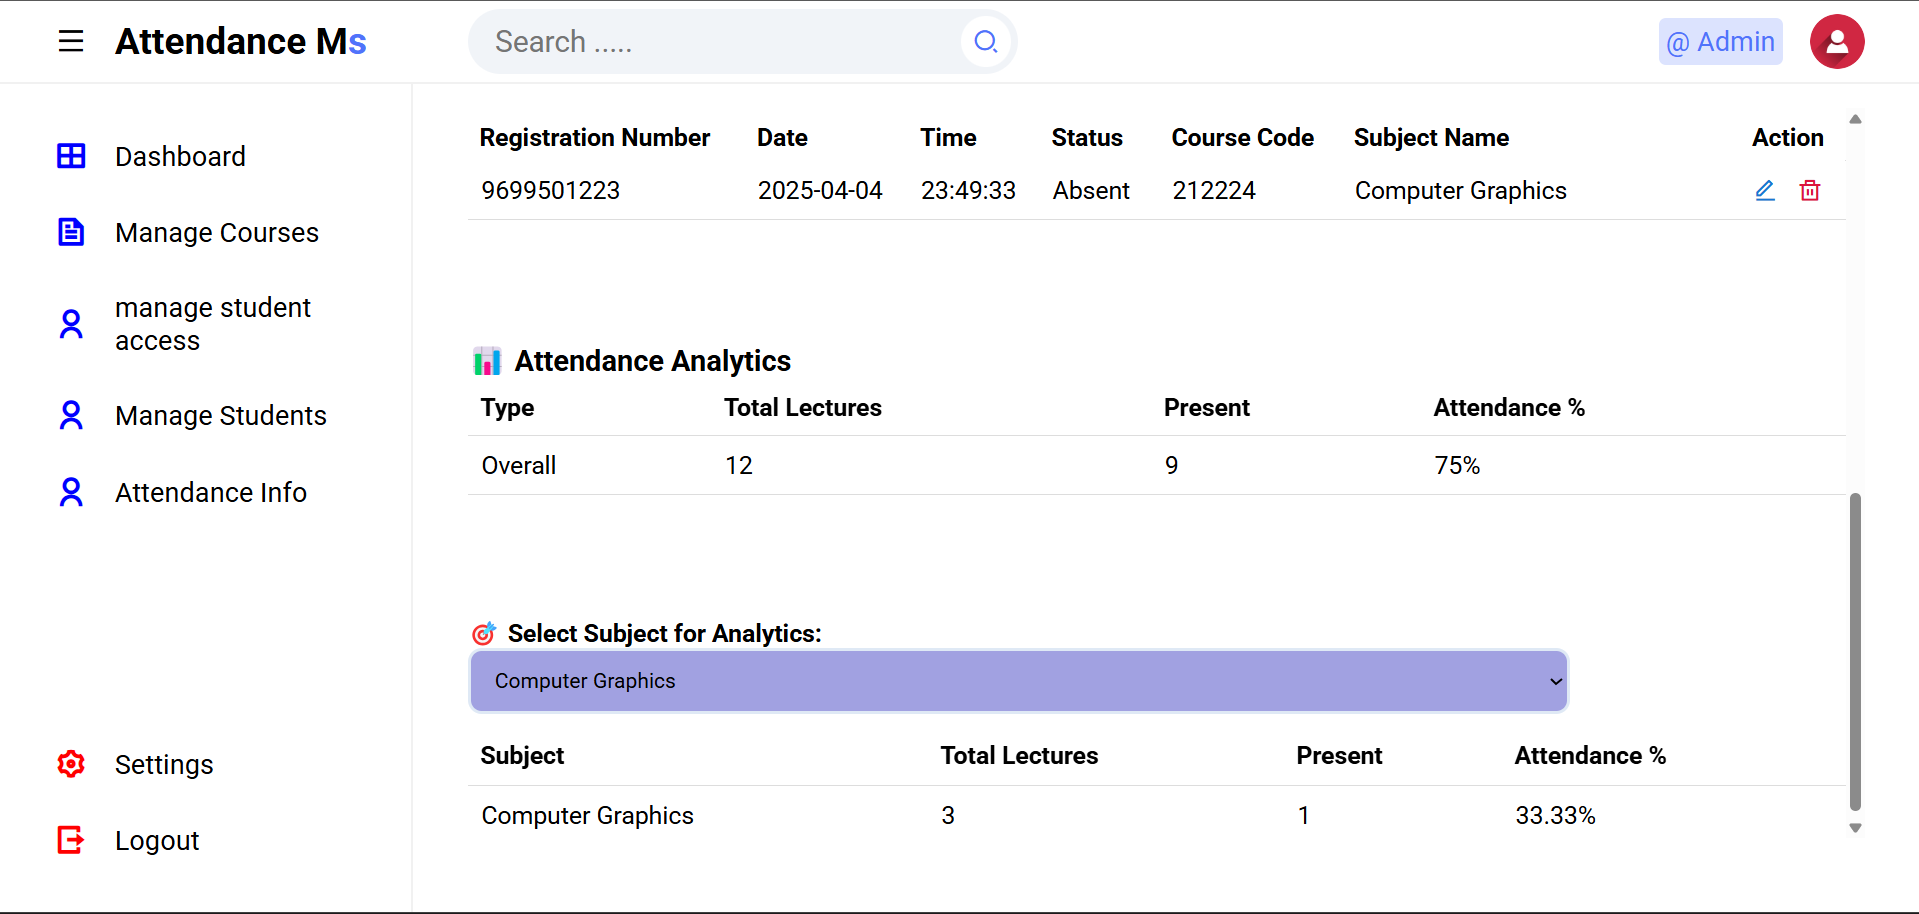 Attendance Ms
Search .....
@ Admin
Dashboard
Manage Courses
manage student
access
Manage Students
Attendance Info
Settings
Logout
Registration Number Date Time Status Course Code Subject Name Action
9699501223 2025-04-04 23:49:33 Absent 212224 Computer Graphics
Attendance Analytics
Type Total Lectures Present Attendance %
Overall 12 9 75%
Select Subject for Analytics:
Computer Graphics
Subject Total Lectures Present Attendance %
Computer Graphics 3 1 33.33%